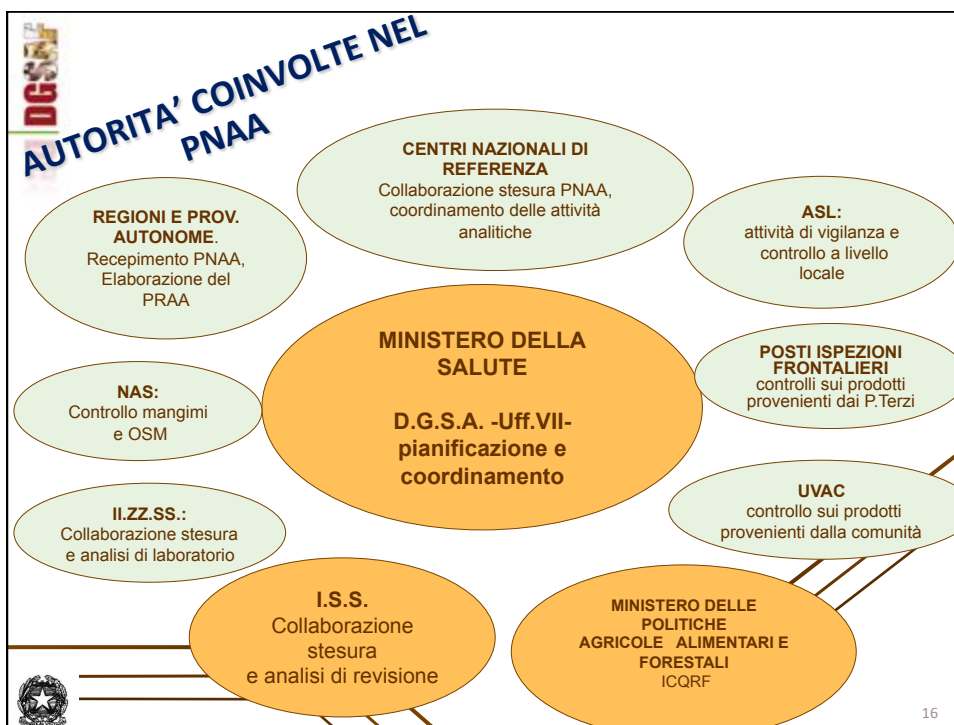 DGSAF
AUTORITA’ COINVOLTE NEL
PNAA
CENTRI NAZIONALI DI
REFERENZA
Collaborazione stesura PNAA,
coordinamento delle attività
analitiche
REGIONI E PROV.
AUTONOME.
Recepimento PNAA,
Elaborazione del
PRAA
ASL:
attività di vigilanza e
controllo a livello
locale
MINISTERO DELLA
SALUTE
D.G.S.A. -Uff.VII-
pianificazione e
coordinamento
POSTI ISPEZIONI
FRONTALIERI
controlli sui prodotti
provenienti dai P.Terzi
NAS:
Controllo mangimi
e OSM
UVAC
controllo sui prodotti
provenienti dalla comunità
II.ZZ.SS.:
Collaborazione stesura
e analisi di laboratorio
I.S.S.
Collaborazione
stesura
e analisi di revisione
MINISTERO DELLE
POLITICHE
AGRICOLE ALIMENTARI E
FORESTALI
ICQRF
16